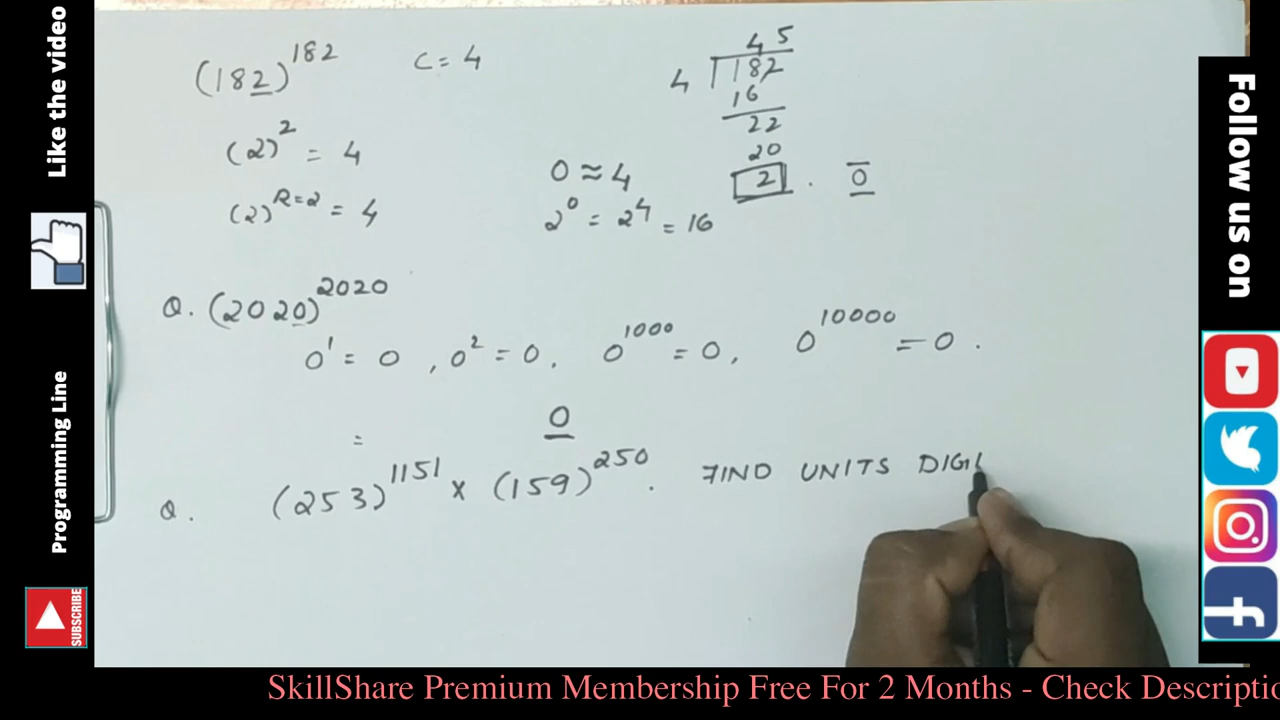 Like the video
Programming Line
SUBSCRIBE
(182)^182 C = 4
(2)^2 = 4
(2)^R=2 = 4
0 ≈ 4
2^0 = 2^4 = 16
45
4 182
16
22
20
2 . 0
Q. (2020)^2020
0^1 = 0 , 0^2 = 0 . 0^1000 = 0 , 0^10000 = 0 .
= 0
Q. (253)^1151 x (159)^250 . FIND UNITS DIGI
Follow us on
SkillShare Premium Membership Free For 2 Months - Check Descriptio